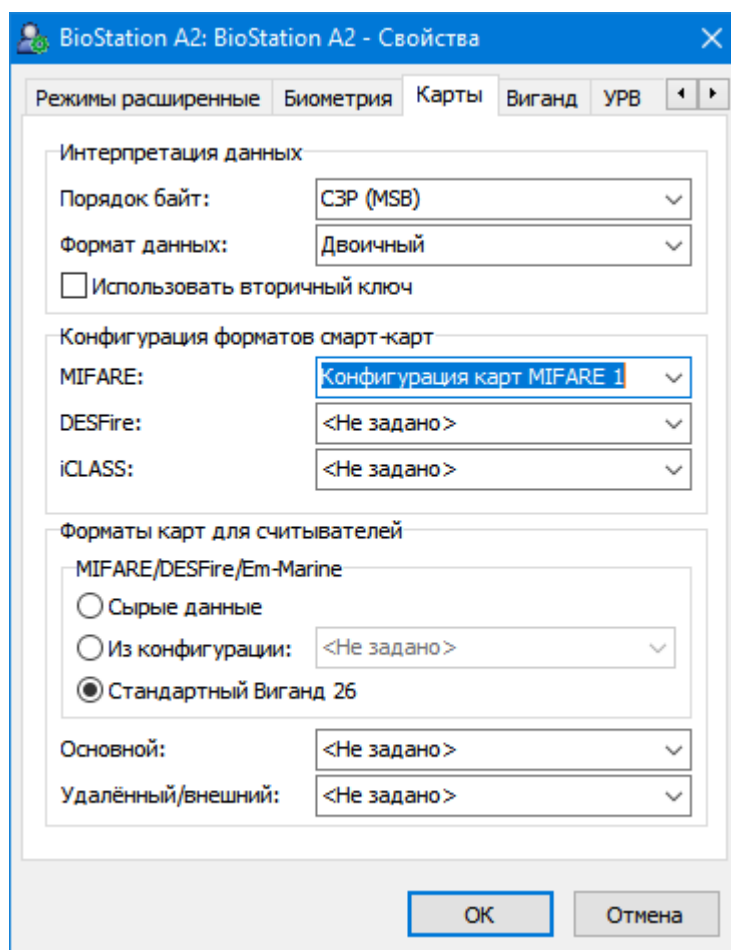 BioStation A2: BioStation A2 - Свойства
Режимы расширенные Биометрия Карты Виганд УРВ
Интерпретация данных
Порядок байт: СЗР (MSB)
Формат данных: Двоичный
Использовать вторичный ключ
Конфигурация форматов смарт-карт
MIFARE: Конфигурация карт MIFARE 1
DESFire: <Не задано>
iCLASS: <Не задано>
Форматы карт для считывателей
MIFARE/DESFire/Em-Marine
Сырые данные
Из конфигурации: <Не задано>
Стандартный Виганд 26
Основной: <Не задано>
Удалённый/внешний: <Не задано>
ОК Отмена